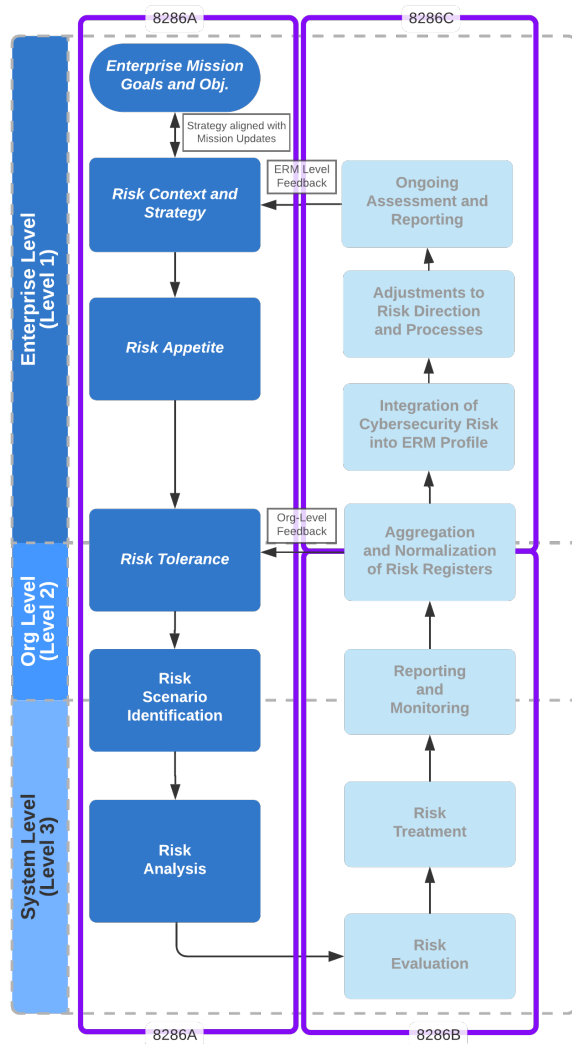 8286A
8286C
Enterprise Mission
Goals and Obj.
Strategy aligned with
Mission Updates
ERM Level
Feedback
Risk Context and
Strategy
Ongoing
Assessment and
Reporting
Enterprise Level
(Level 1)
Risk Appetite
Adjustments to
Risk Direction
and Processes
Integration of
Cybersecurity Risk
into ERM Profile
Org-Level
Feedback
Risk Tolerance
Aggregation
and Normalization
of Risk Registers
Org Level
(Level 2)
Risk
Scenario
Identification
Reporting
and
Monitoring
System Level
(Level 3)
Risk
Analysis
Risk
Treatment
Risk
Evaluation
8286A
8286B